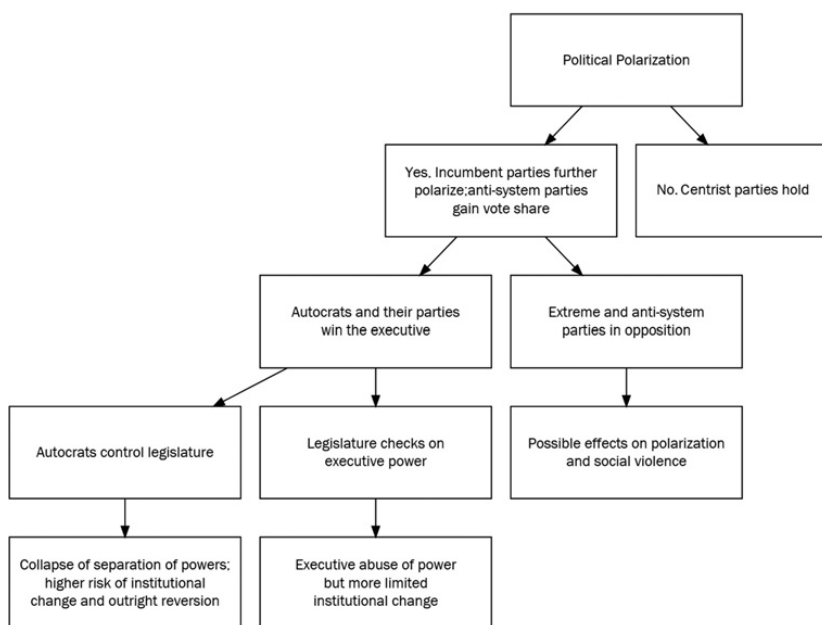 Political Polarization
Yes. Incumbent parties further
polarize;anti-system parties
gain vote share
No. Centrist parties hold
Autocrats and their parties
win the executive
Extreme and anti-system
parties in opposition
Autocrats control legislature
Legislature checks on
executive power
Possible effects on polarization
and social violence
Collapse of separation of powers;
higher risk of institutional
change and outright reversion
Executive abuse of power
but more limited
institutional change